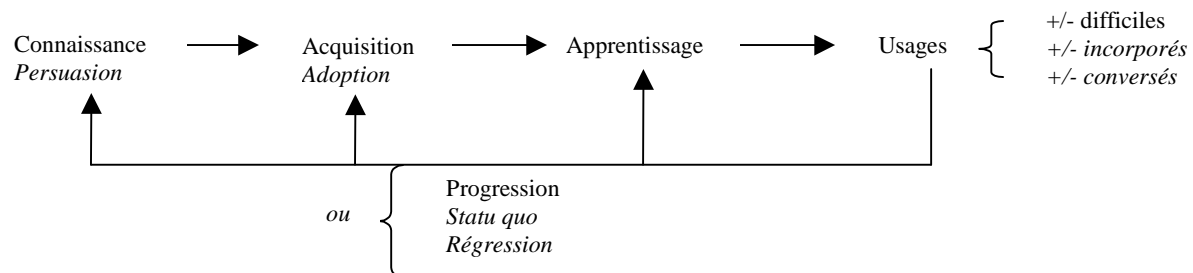 Connaissance
Persuasion
Acquisition
Adoption
Apprentissage
Usages
+/- difficiles
+/- incorporés
+/- conversés
ou
Progression
Statu quo
Régression